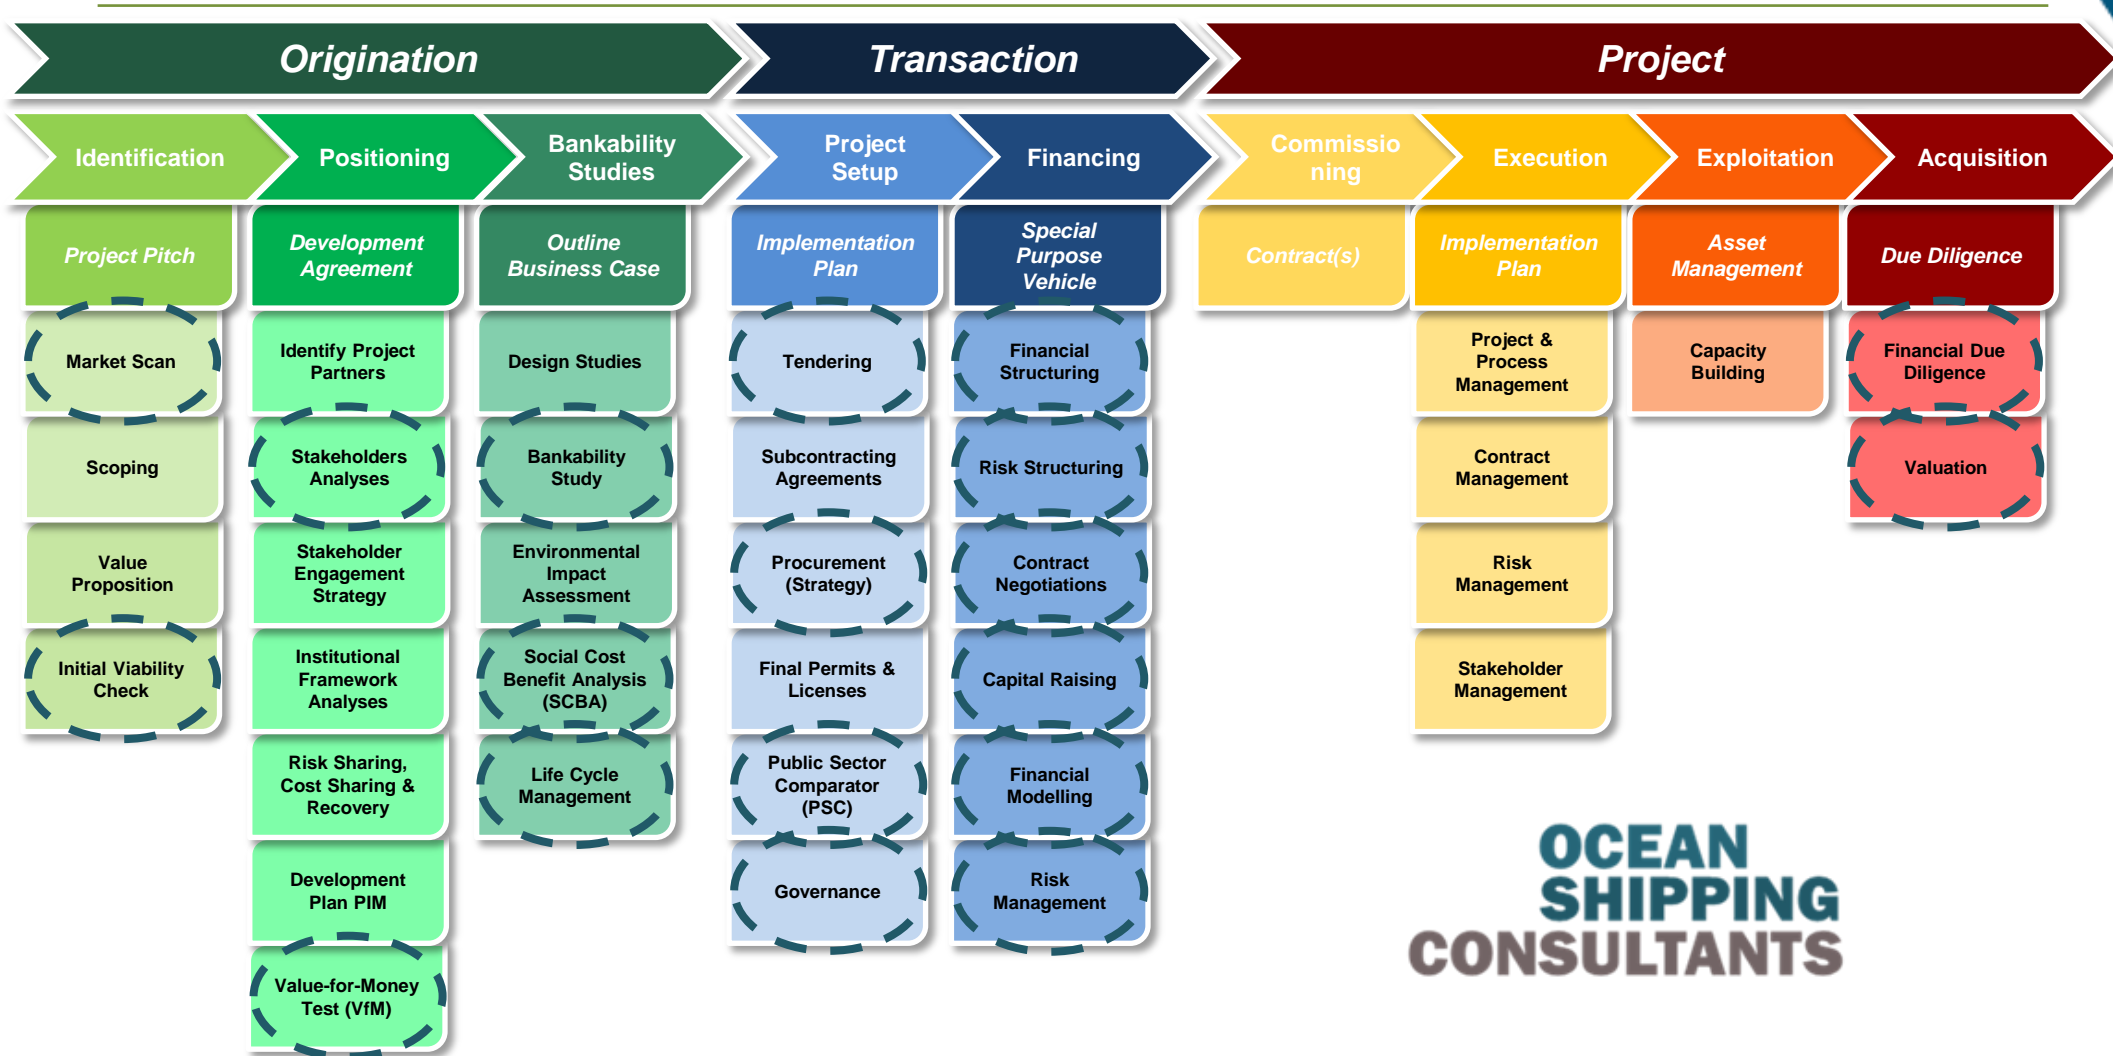 Origination
Transaction
Project
Identification
Positioning
Bankability
Studies
Project
Setup
Financing
Commissio
ning
Execution
Exploitation
Acquisition
Project Pitch
Development
Agreement
Outline
Business Case
Implementation
Plan
Special
Purpose
Vehicle
Contract(s)
Implementation
Plan
Asset
Management
Due Diligence
Market Scan
Scoping
Value
Proposition
Initial Viability
Check
Identify Project
Partners
Stakeholders
Analyses
Stakeholder
Engagement
Strategy
Institutional
Framework
Analyses
Risk Sharing,
Cost Sharing &
Recovery
Development
Plan PIM
Value-for-Money
Test (VfM)
Design Studies
Bankability
Study
Environmental
Impact
Assessment
Social Cost
Benefit Analysis
(SCBA)
Life Cycle
Management
Tendering
Subcontracting
Agreements
Procurement
(Strategy)
Final Permits &
Licenses
Public Sector
Comparator
(PSC)
Governance
Financial
Structuring
Risk Structuring
Contract
Negotiations
Capital Raising
Financial
Modelling
Risk
Management
Project &
Process
Management
Contract
Management
Risk
Management
Stakeholder
Management
Capacity
Building
Financial Due
Diligence
Valuation
OCEAN
SHIPPING
CONSULTANTS